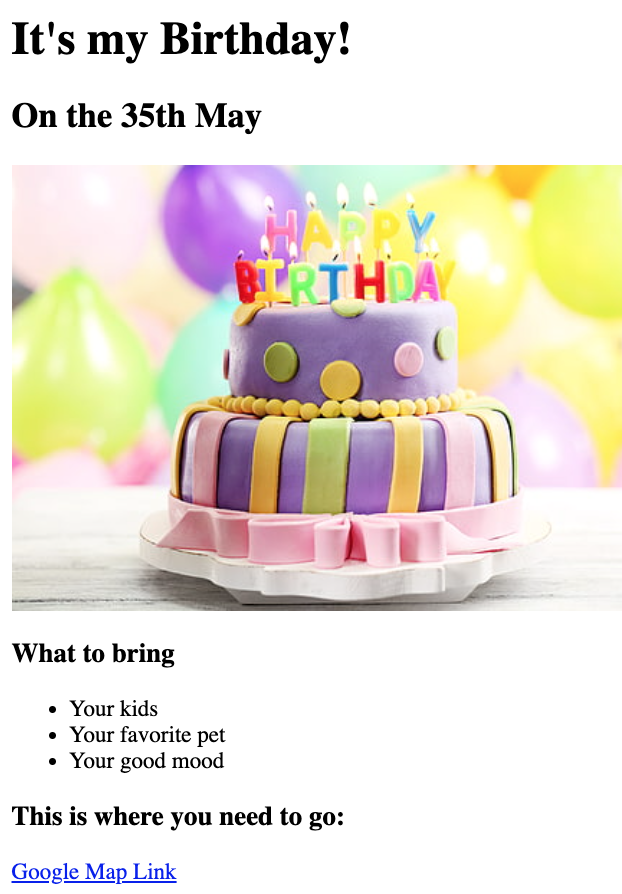 It's my Birthday!
On the 35th May
HAPPY
BIRTHDAY
What to bring
Your kids
Your favorite pet
Your good mood
This is where you need to go:
Google Map Link